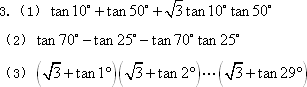 3. (1) tan 10° + tan 50° + √3 tan 10° tan 50°
(2) tan 70° − tan 25° − tan 70° tan 25°
(3) (√3 + tan 1°)(√3 + tan 2°)⋯(√3 + tan 29°)